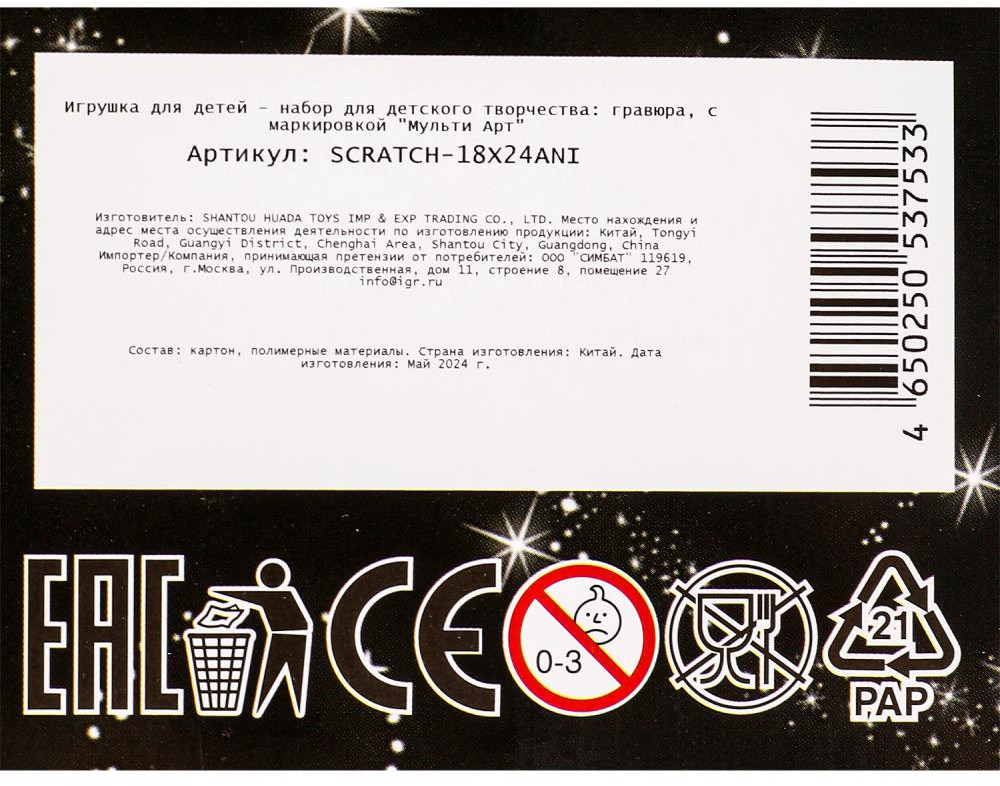 Игрушка для детей - набор для детского творчества: гравюра, с
маркировкой "Мульти Арт"
Артикул: SCRATCH-18X24ANI
Изготовитель: SHANTOU HUADA TOYS IMP & EXP TRADING CO., LTD. Место нахождения и
адрес места осуществления деятельности по изготовлению продукции: Китай, Tongyi
Road, Guangyi District, Chenghai Area, Shantou City, Guangdong, China
Импортер/Компания, принимающая претензии от потребителей: ООО "СИМБАТ" 119619,
Россия, г.Москва, ул. Производственная, дом 11, строение 8, помещение 27
info@igr.ru
Состав: картон, полимерные материалы. Страна изготовления: Китай. Дата
изготовления: Май 2024 г.
4 650250 537533
EAC
CE
0-3
21
PAP